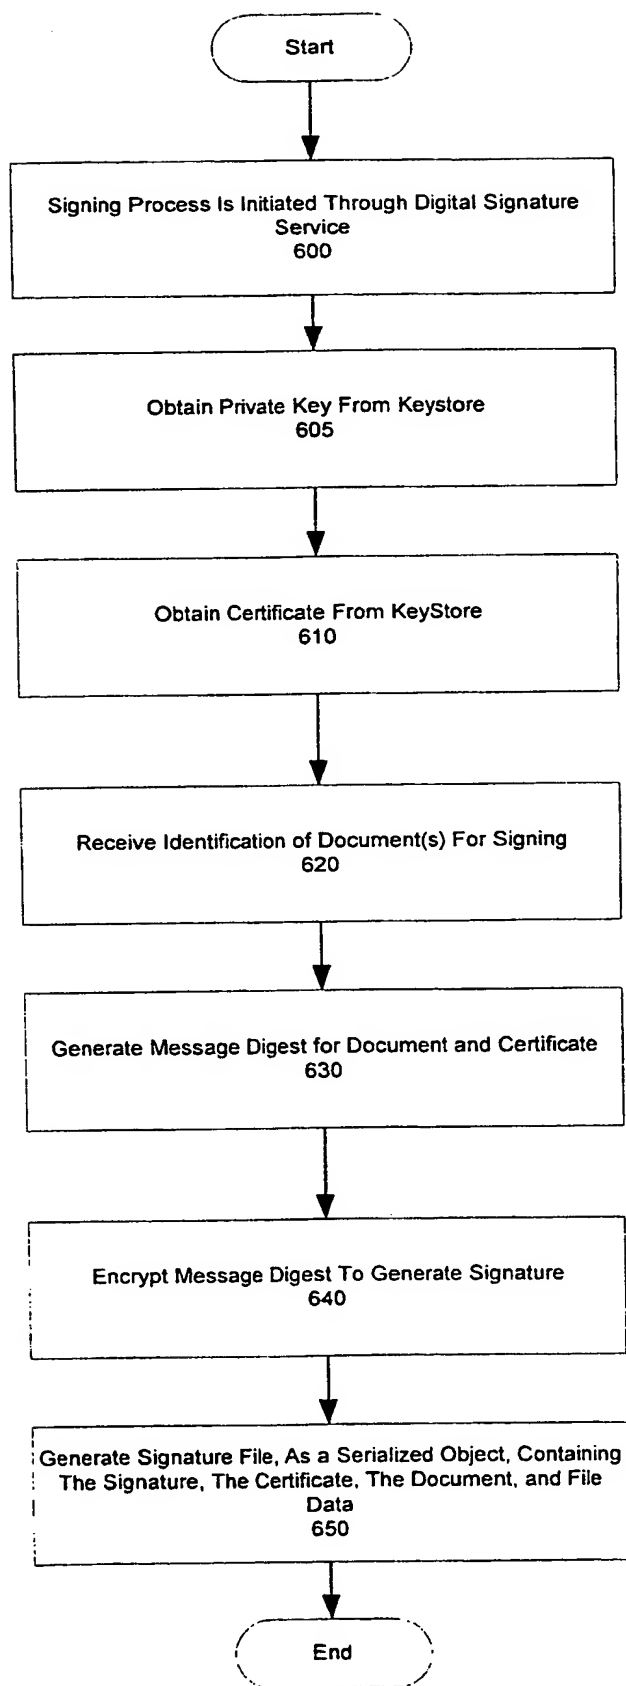 Start
Signing Process Is Initiated Through Digital Signature
Service
600
Obtain Private Key From Keystore
605
Obtain Certificate From KeyStore
610
Receive Identification of Document(s) For Signing
620
Generate Message Digest for Document and Certificate
630
Encrypt Message Digest To Generate Signature
640
Generate Signature File, As a Serialized Object, Containing
The Signature, The Certificate, The Document, and File
Data
650
End